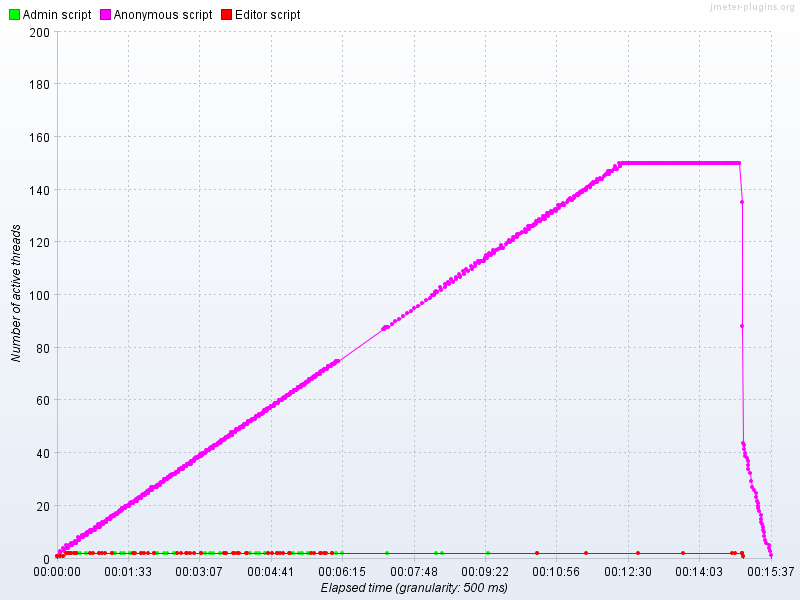 jmeter-plugins.org
Admin script Anonymous script Editor script
200
180
160
140
120
100
80
60
40
20
0
Number of active threads
00:00:00 00:01:33 00:03:07 00:04:41 00:06:15 00:07:48 00:09:22 00:10:56 00:12:30 00:14:03 00:15:37
Elapsed time (granularity: 500 ms)